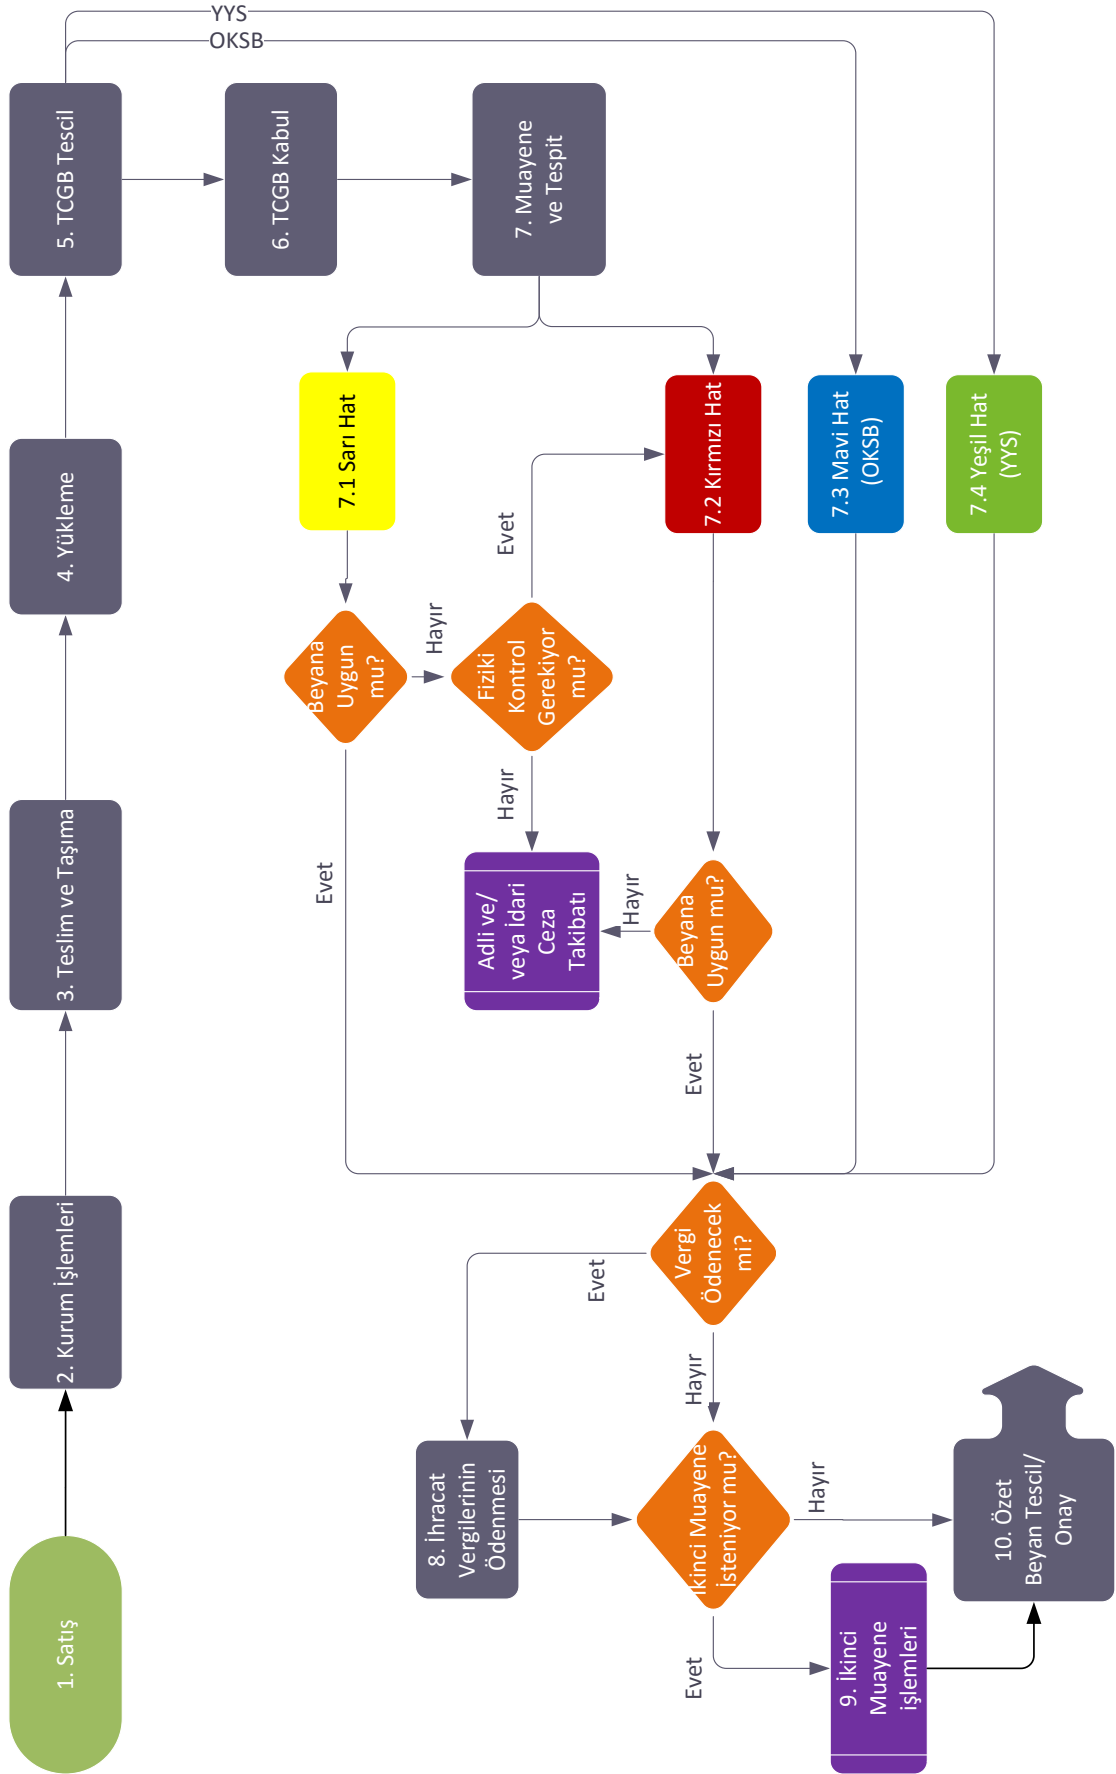 1. Satış
2. Kurum İşlemleri
3. Teslim ve Taşıma
4. Yükleme
5. TCGB Tescil
YYS
OKSB
6. TCGB Kabul
7. Muayene
ve Tespit
7.1 Sarı Hat
7.2 Kırmızı Hat
7.3 Mavi Hat
(OKSB)
7.4 Yeşil Hat
(YYS)
Beyana
Uygun
mu?
Hayır
Evet
Fiziki
Kontrol
Gerekiyor
mu?
Evet
Hayır
Adli ve/
veya İdari
Ceza
Takibatı
Beyana
Uygun mu?
Hayır
Evet
Vergi
Ödenecek
mi?
Evet
Hayır
8. İhracat
Vergilerinin
Ödenmesi
İkinci Muayene
İsteniyor mu?
Hayır
Evet
9. İkinci
Muayene
işlemleri
10. Özet
Beyan Tescil/
Onay